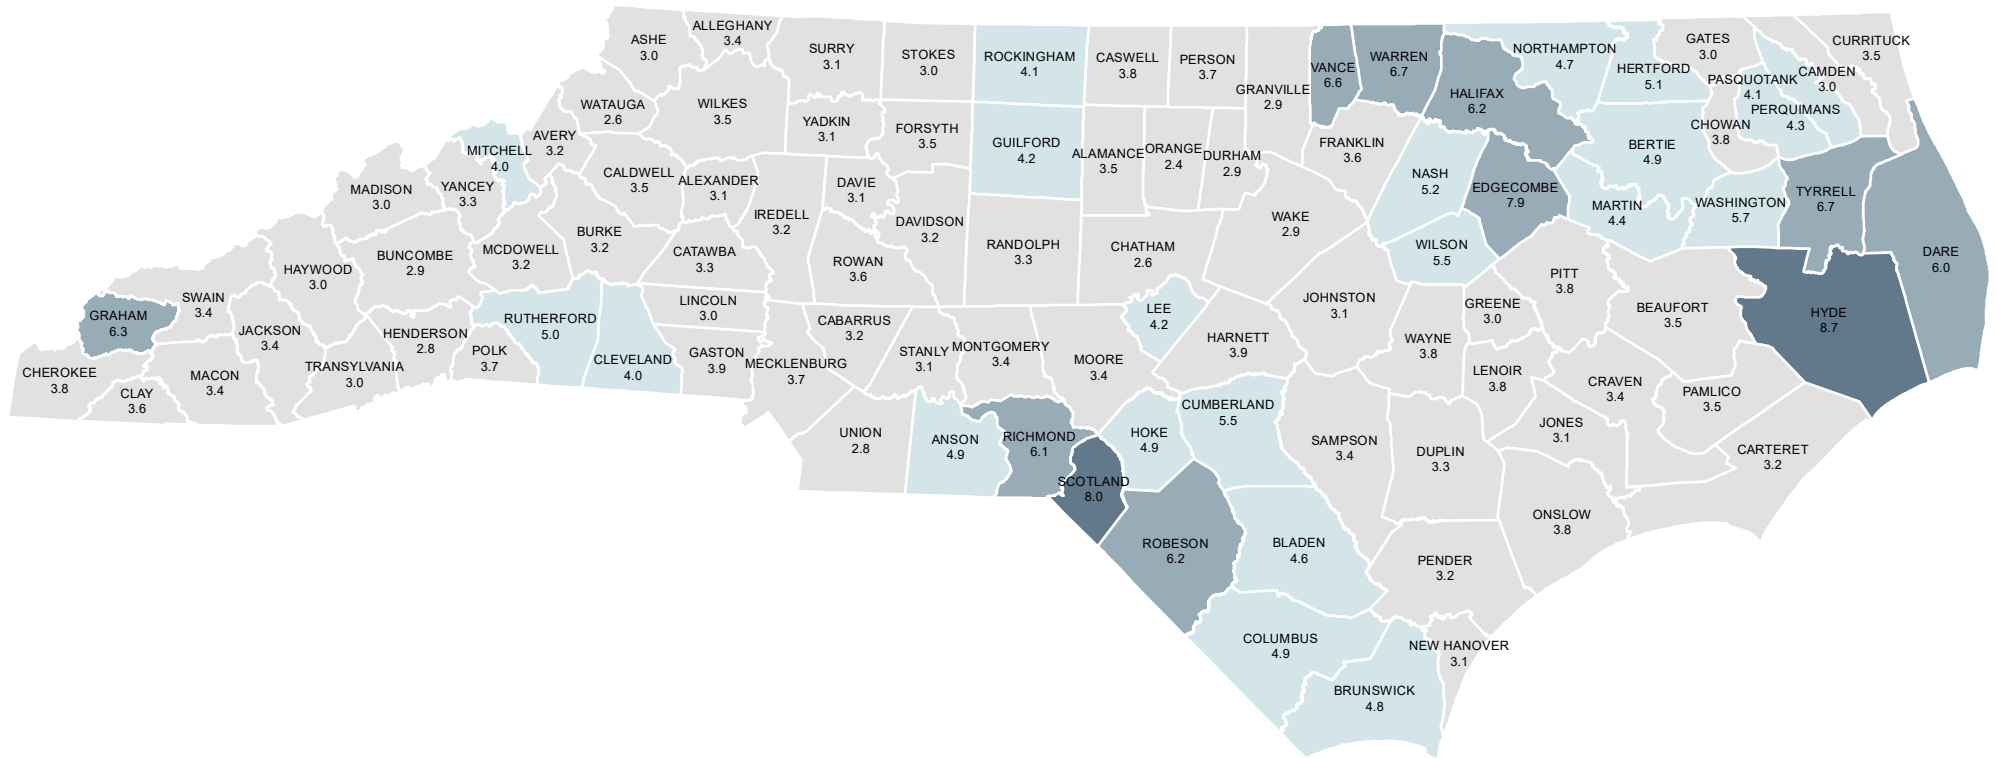 ALLEGHANY
3.4
ASHE
3.0
SURRY
3.1
STOKES
3.0
ROCKINGHAM
4.1
CASWELL
3.8
PERSON
3.7
GRANVILLE
2.9
VANCE
6.6
WARREN
6.7
HALIFAX
6.2
NORTHAMPTON
4.7
HERTFORD
5.1
GATES
3.0
PASQUOTANK
4.1
CAMDEN
3.0
CURRITUCK
3.5
PERQUIMANS
4.3
CHOWAN
3.8
WATAUGA
2.6
WILKES
3.5
YADKIN
3.1
FORSYTH
3.5
GUILFORD
4.2
ALAMANCE
3.5
ORANGE
2.4
DURHAM
2.9
FRANKLIN
3.6
NASH
5.2
EDGECOMBE
7.9
BERTIE
4.9
MARTIN
4.4
WASHINGTON
5.7
TYRRELL
6.7
DARE
6.0
MITCHELL
4.0
AVERY
3.2
YANCEY
3.3
MADISON
3.0
CALDWELL
3.5
ALEXANDER
3.1
IREDELL
3.2
DAVIE
3.1
DAVIDSON
3.2
RANDOLPH
3.3
CHATHAM
2.6
WAKE
2.9
WILSON
5.5
PITT
3.8
BEAUFORT
3.5
HYDE
8.7
BUNCOMBE
2.9
MCDOWELL
3.2
BURKE
3.2
CATAWBA
3.3
ROWAN
3.6
HAYWOOD
3.0
SWAIN
3.4
GRAHAM
6.3
JACKSON
3.4
HENDERSON
2.8
POLK
3.7
RUTHERFORD
5.0
CLEVELAND
4.0
LINCOLN
3.0
GASTON
3.9
MECKLENBURG
3.7
CABARRUS
3.2
STANLY
3.1
MONTGOMERY
3.4
MOORE
3.4
LEE
4.2
HARNETT
3.9
JOHNSTON
3.1
WAYNE
3.8
GREENE
3.0
LENOIR
3.8
CRAVEN
3.4
PAMLICO
3.5
CHEROKEE
3.8
CLAY
3.6
MACON
3.4
TRANSYLVANIA
3.0
UNION
2.8
ANSON
4.9
RICHMOND
6.1
SCOTLAND
8.0
HOKE
4.9
CUMBERLAND
5.5
SAMPSON
3.4
DUPLIN
3.3
JONES
3.1
CARTERET
3.2
ONSLOW
3.8
ROBESON
6.2
BLADEN
4.6
PENDER
3.2
COLUMBUS
4.9
NEW HANOVER
3.1
BRUNSWICK
4.8